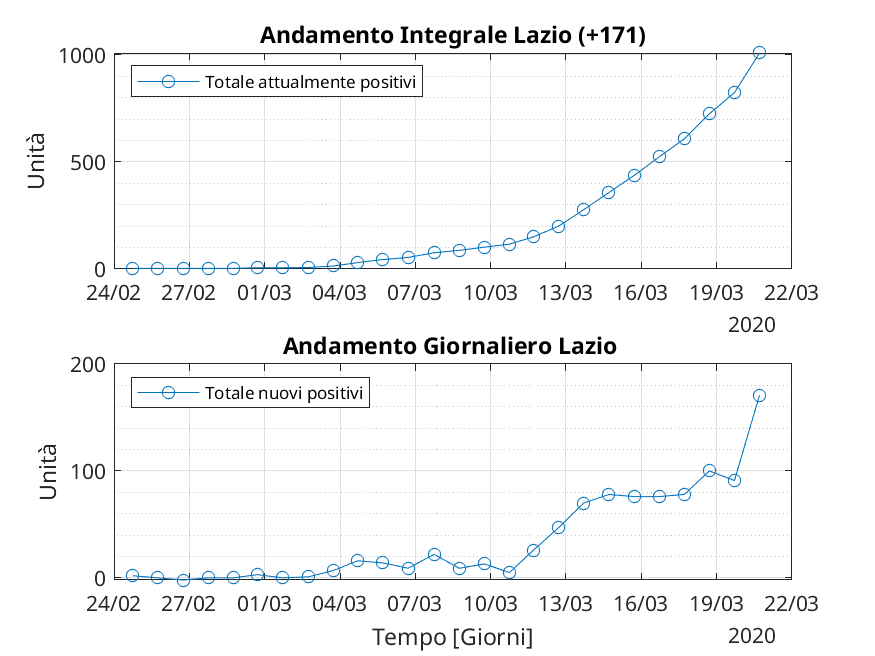 Andamento Integrale Lazio (+171)
1000
500
0
Unità
Totale attualmente positivi
24/02 27/02 01/03 04/03 07/03 10/03 13/03 16/03 19/03 22/03
2020
Andamento Giornaliero Lazio
200
100
0
Unità
Totale nuovi positivi
24/02 27/02 01/03 04/03 07/03 10/03 13/03 16/03 19/03 22/03
Tempo [Giorni]
2020